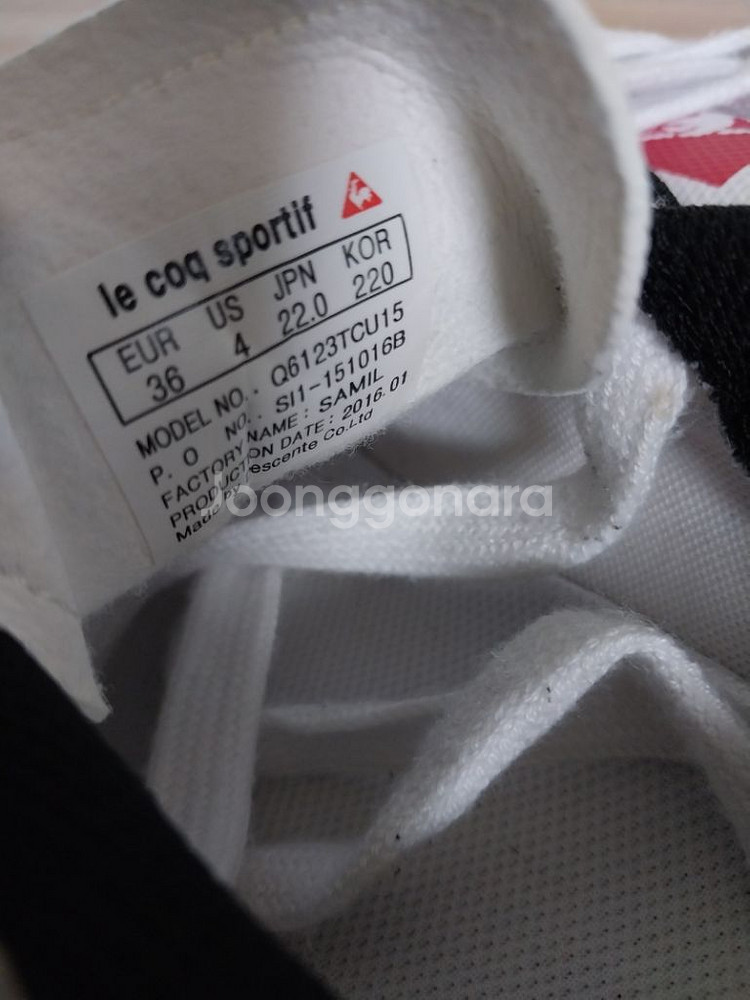 le coq sportif
EUR US JPN KOR
36 4 22.0 220
MODEL NO. : Q6123TCU15
P. O NO. : SI1-151016B
FACTORY NAME : SAMIL
PRODUCTION DATE : 2016.01
Made by Descente Co.Ltd
Joonggonara